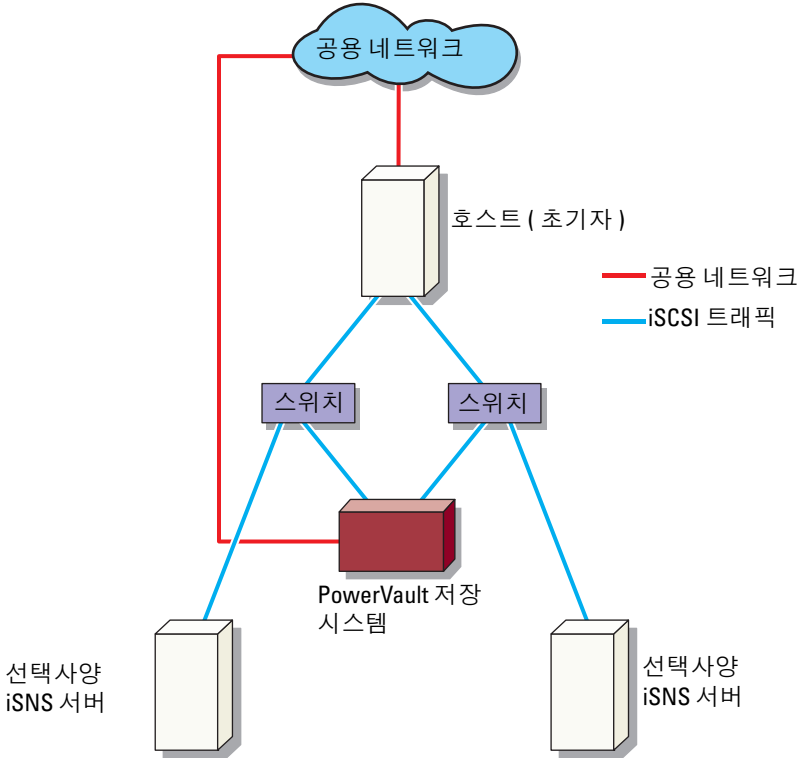 공용 네트워크
호스트 ( 초기자 )
공용 네트워크
iSCSI 트래픽
스위치
스위치
PowerVault 저장
시스템
선택사양
iSNS 서버
선택사양
iSNS 서버